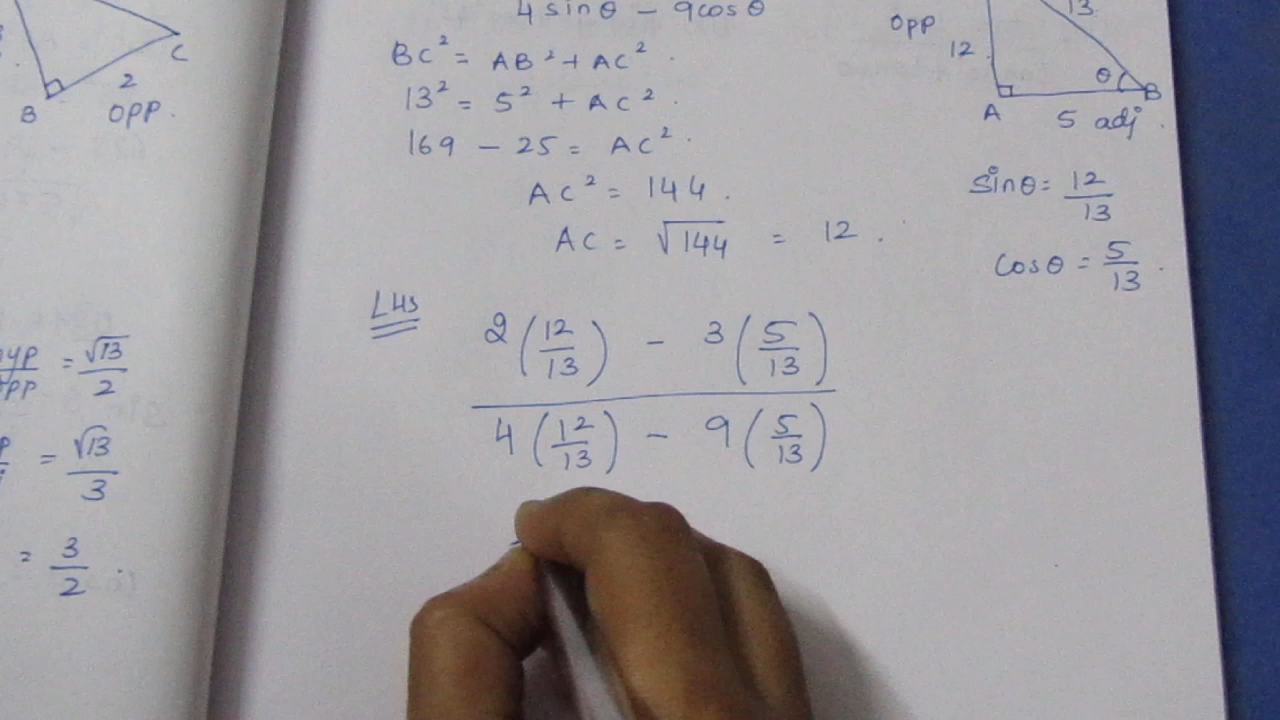 C
2
B
OPP.
= √13/2
= √13/3
= 3/2 .
4 sinθ – 9cosθ
BC² = AB² + AC² .
13² = 5² + AC² .
169 – 25 = AC² .
AC² = 144 .
AC = √144 = 12 .
LHS
2(12/13) – 3(5/13)
4(12/13) – 9(5/13)
13
OPP
12
θ
B
A
5 adj .
Sinθ = 12/13
Cosθ = 5/13 .